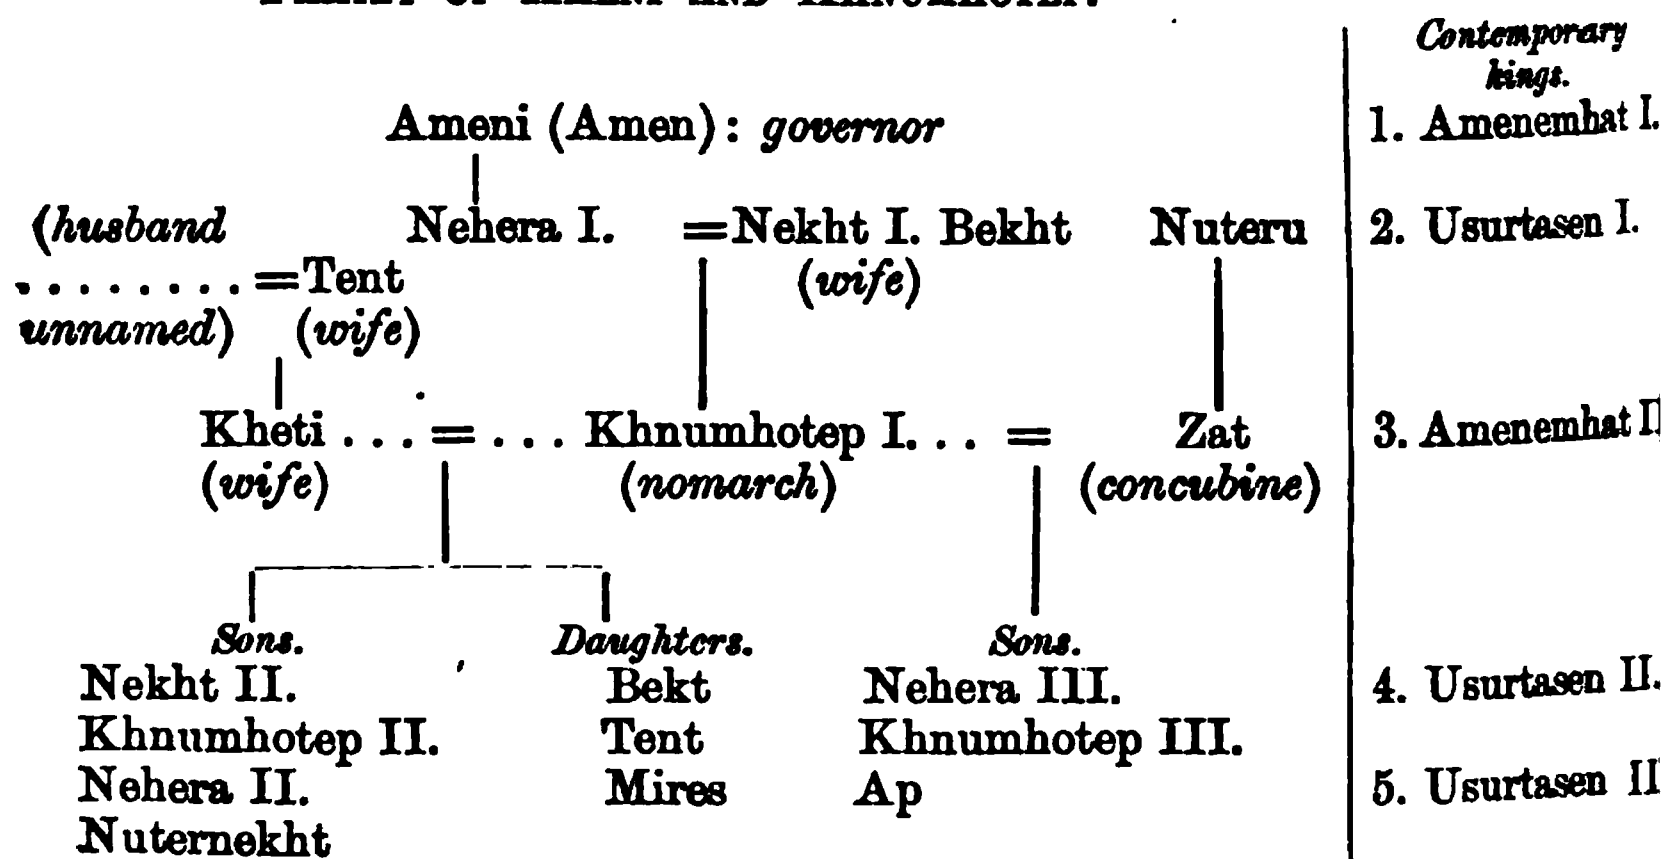 Contemporary
kings.
Ameni (Amen): governor 1. Amenemhat I.
(husband Nehera I. =Nekht I. Bekht Nuteru 2. Usurtasen I.
. . . . . . . . . =Tent (wife)
unnamed) (wife)
Kheti . . . = . . . Khnumhotep I. . . . = Zat 3. Amenemhat
(wife) (nomarch) (concubine)
Sons. Daughters. Sons.
Nekht II. Bekt Nehera III. 4. Usurtasen II.
Khnumhotep II. Tent Khnumhotep III.
Nehera II. Mires Ap 5. Usurtasen
Nuternekht